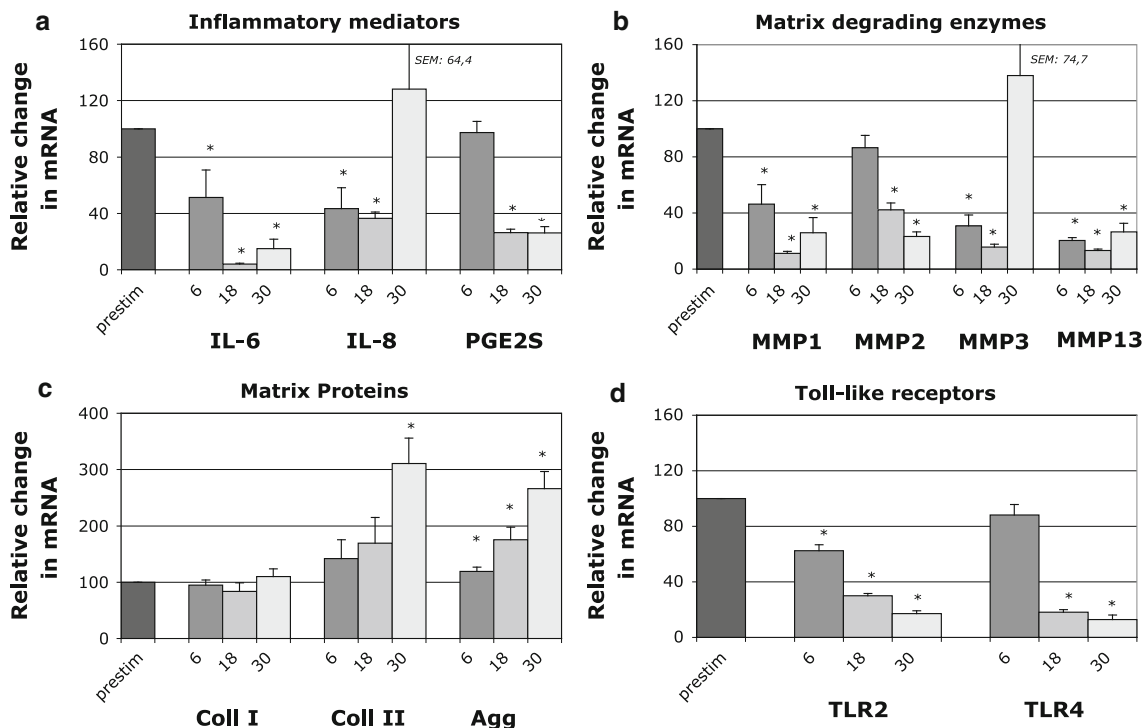 a
Inflammatory mediators
Relative change
in mRNA
160
120
80
40
0
SEM: 64,4
*
*
*
*
*
*
*
prestim
6
18
30
6
18
30
6
18
30
IL-6
IL-8
PGE2S
b
Matrix degrading enzymes
Relative change
in mRNA
160
120
80
40
0
SEM: 74,7
*
*
*
*
*
*
*
*
*
*
prestim
6
18
30
6
18
30
6
18
30
6
18
30
MMP1
MMP2
MMP3
MMP13
c
Matrix Proteins
Relative change
in mRNA
400
300
200
100
0
*
*
*
*
prestim
6
18
30
6
18
30
6
18
30
Coll I
Coll II
Agg
d
Toll-like receptors
Relative change
in mRNA
160
120
80
40
0
*
*
*
*
*
prestim
6
18
30
6
18
30
TLR2
TLR4